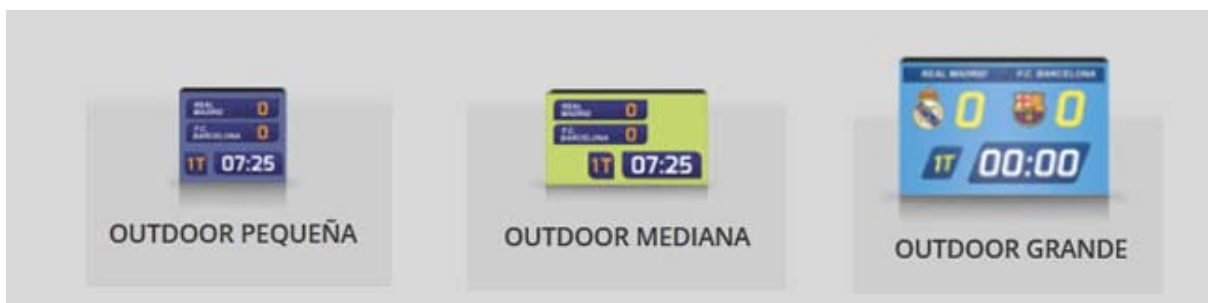 REAL
MADRID
0
F.C.
BARCELONA
0
1T
07:25
OUTDOOR PEQUEÑA
REAL
MADRID
0
F.C.
BARCELONA
0
1T
07:25
OUTDOOR MEDIANA
REAL MADRID
F.C. BARCELONA
0
0
1T
00:00
OUTDOOR GRANDE